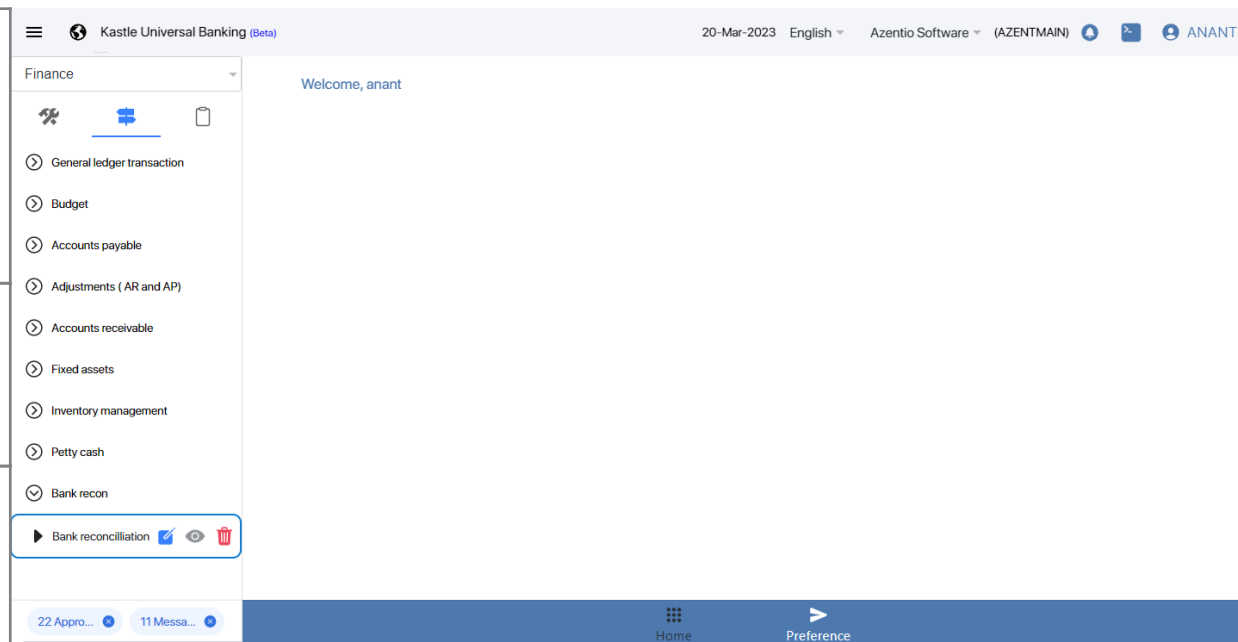 Kastle Universal Banking (Beta)
20-Mar-2023 English Azentio Software (AZENTMAIN) ANANT
Finance
Welcome, anant
General ledger transaction
Budget
Accounts payable
Adjustments ( AR and AP)
Accounts receivable
Fixed assets
Inventory management
Petty cash
Bank recon
Bank reconcilliation
22 Appro... 11 Messa...
Home Preference